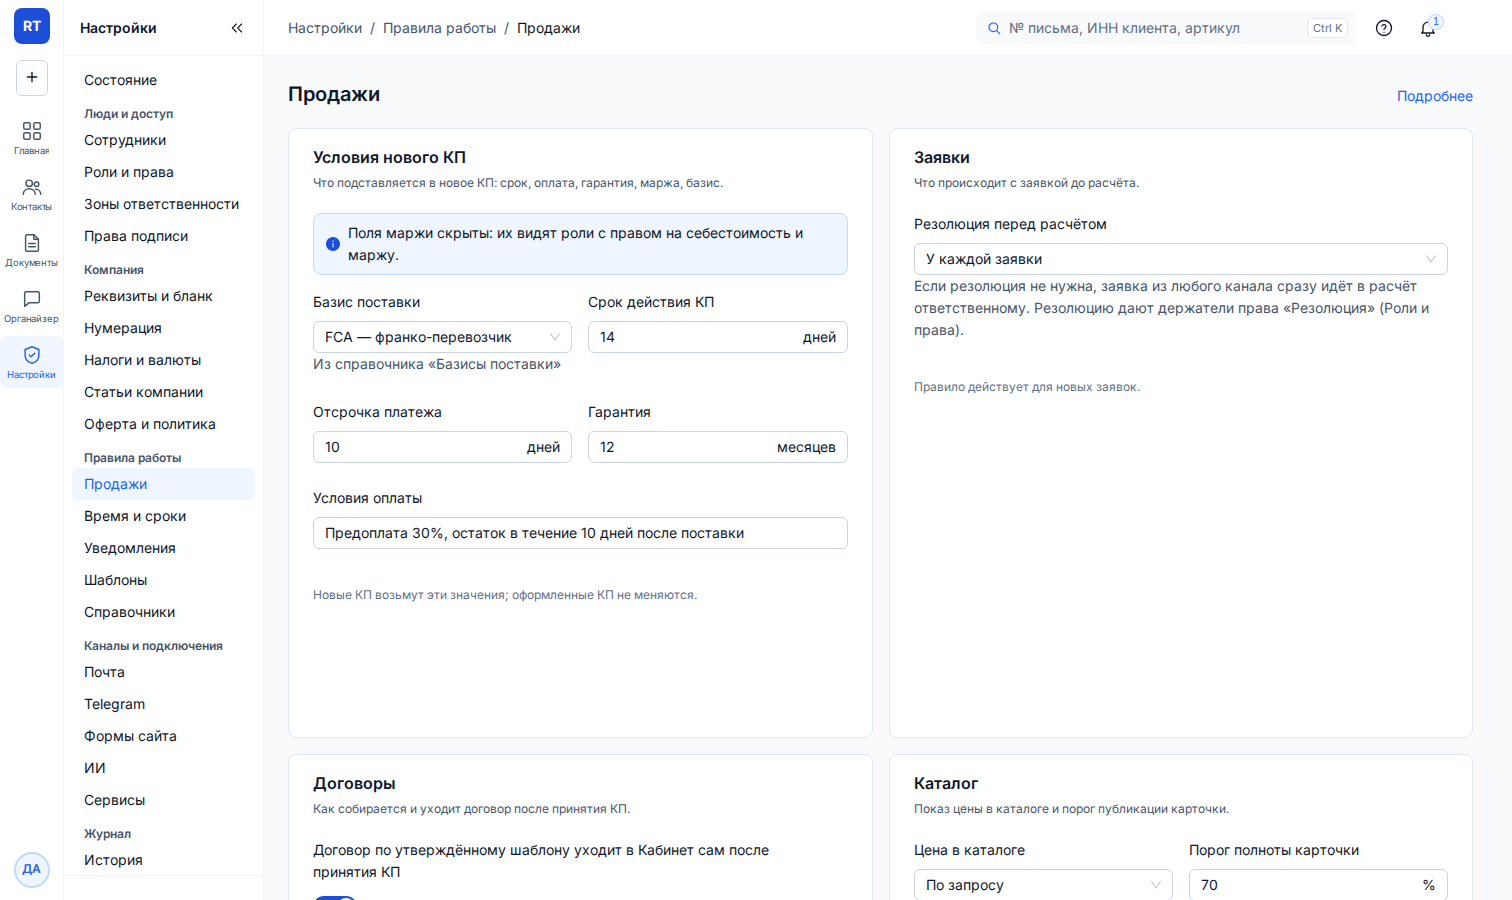 RT
Главная
Контакты
Документы
Органайзер
Настройки
ДА
Настройки
Состояние
Люди и доступ
Сотрудники
Роли и права
Зоны ответственности
Права подписи
Компания
Реквизиты и бланк
Нумерация
Налоги и валюты
Статьи компании
Оферта и политика
Правила работы
Продажи
Время и сроки
Уведомления
Шаблоны
Справочники
Каналы и подключения
Почта
Telegram
Формы сайта
ИИ
Сервисы
Журнал
История
Настройки / Правила работы / Продажи
№ письма, ИНН клиента, артикул
Ctrl K
1
Продажи
Подробнее
Условия нового КП
Что подставляется в новое КП: срок, оплата, гарантия, маржа, базис.
Поля маржи скрыты: их видят роли с правом на себестоимость и
маржу.
Базис поставки
FCA — франко-перевозчик
Из справочника «Базисы поставки»
Срок действия КП
14 дней
Отсрочка платежа
10 дней
Гарантия
12 месяцев
Условия оплаты
Предоплата 30%, остаток в течение 10 дней после поставки
Новые КП возьмут эти значения; оформленные КП не меняются.
Заявки
Что происходит с заявкой до расчёта.
Резолюция перед расчётом
У каждой заявки
Если резолюция не нужна, заявка из любого канала сразу идёт в расчёт
ответственному. Резолюцию дают держатели права «Резолюция» (Роли и
права).
Правило действует для новых заявок.
Договоры
Как собирается и уходит договор после принятия КП.
Договор по утверждённому шаблону уходит в Кабинет сам после
принятия КП
Каталог
Показ цены в каталоге и порог публикации карточки.
Цена в каталоге
По запросу
Порог полноты карточки
70 %